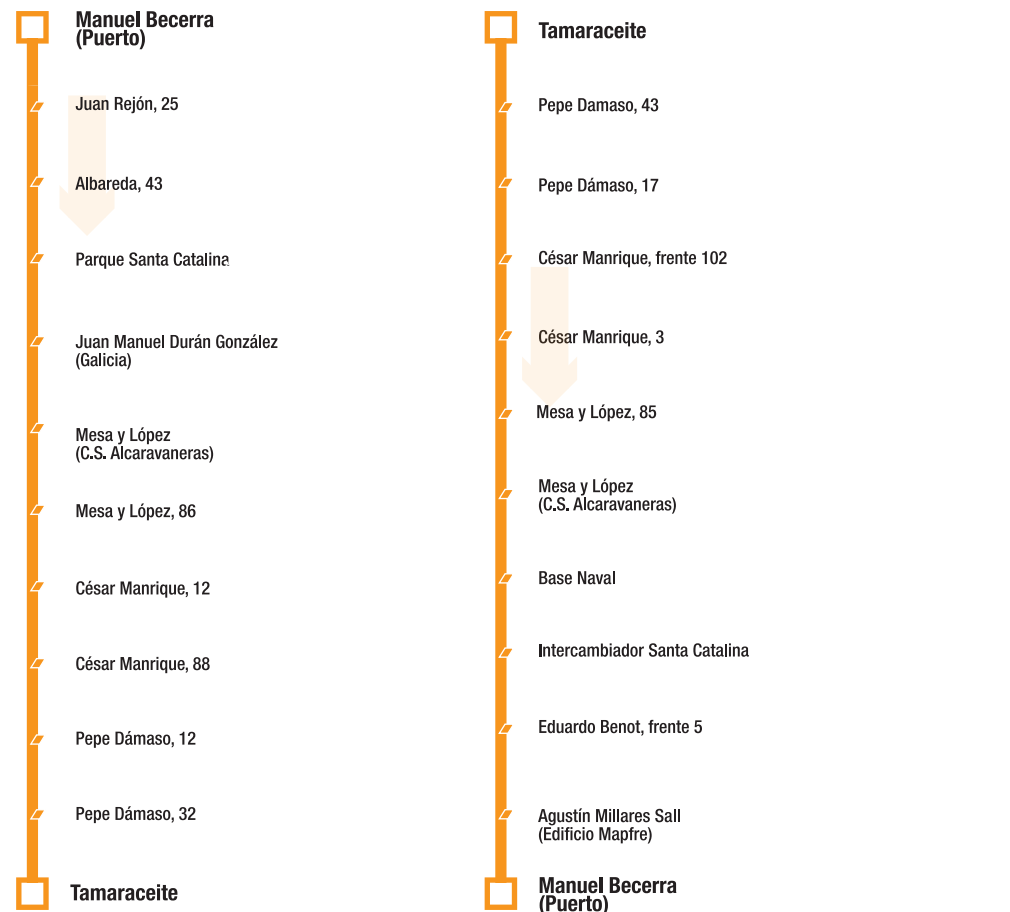 Manuel Becerra
(Puerto)
Juan Rejón, 25
Albareda, 43
Parque Santa Catalina
Juan Manuel Durán González
(Galicia)
Mesa y López
(C.S. Alcaravaneras)
Mesa y López, 86
César Manrique, 12
César Manrique, 88
Pepe Dámaso, 12
Pepe Dámaso, 32
Tamaraceite
Tamaraceite
Pepe Damaso, 43
Pepe Dámaso, 17
César Manrique, frente 102
César Manrique, 3
Mesa y López, 85
Mesa y López
(C.S. Alcaravaneras)
Base Naval
Intercambiador Santa Catalina
Eduardo Benot, frente 5
Agustín Millares Sall
(Edificio Mapfre)
Manuel Becerra
(Puerto)